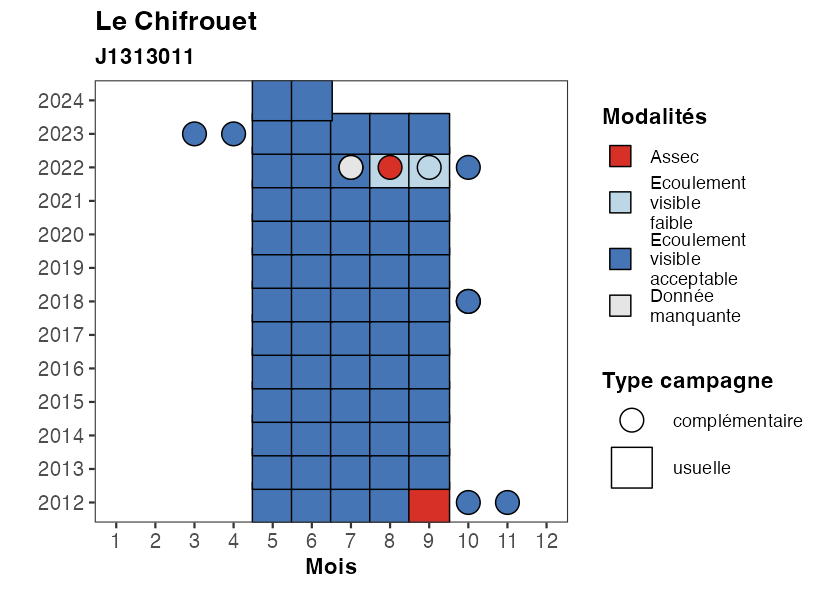 Le Chifrouet
J1313011
2024
2023
2022
2021
2020
2019
2018
2017
2016
2015
2014
2013
2012
1 2 3 4 5 6 7 8 9 10 11 12
Mois
Modalités
Assec
Ecoulement
visible
faible
Ecoulement
visible
acceptable
Donnée
manquante
Type campagne
complémentaire
usuelle